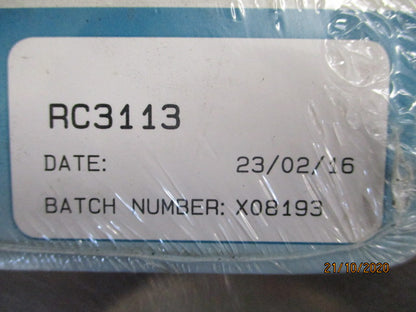 RC3113
DATE: 23/02/16
BATCH NUMBER: X08193
21/10/2020